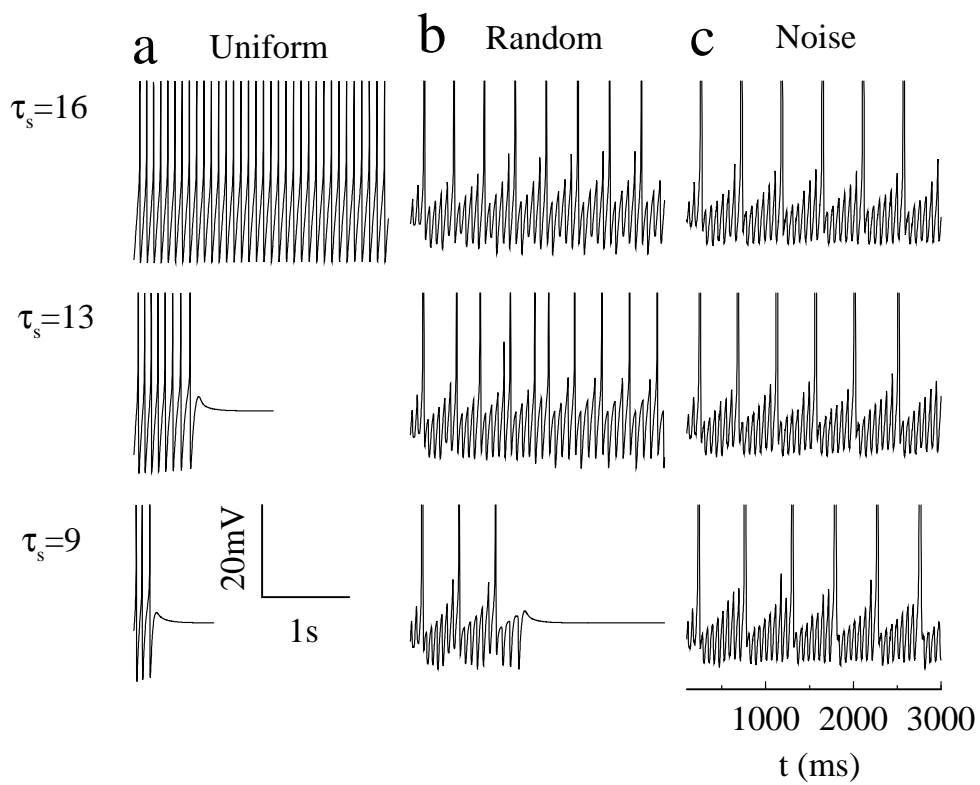 a Uniform
b Random
c Noise
τs=16
τs=13
τs=9
20mV
1s
1000 2000 3000
t (ms)